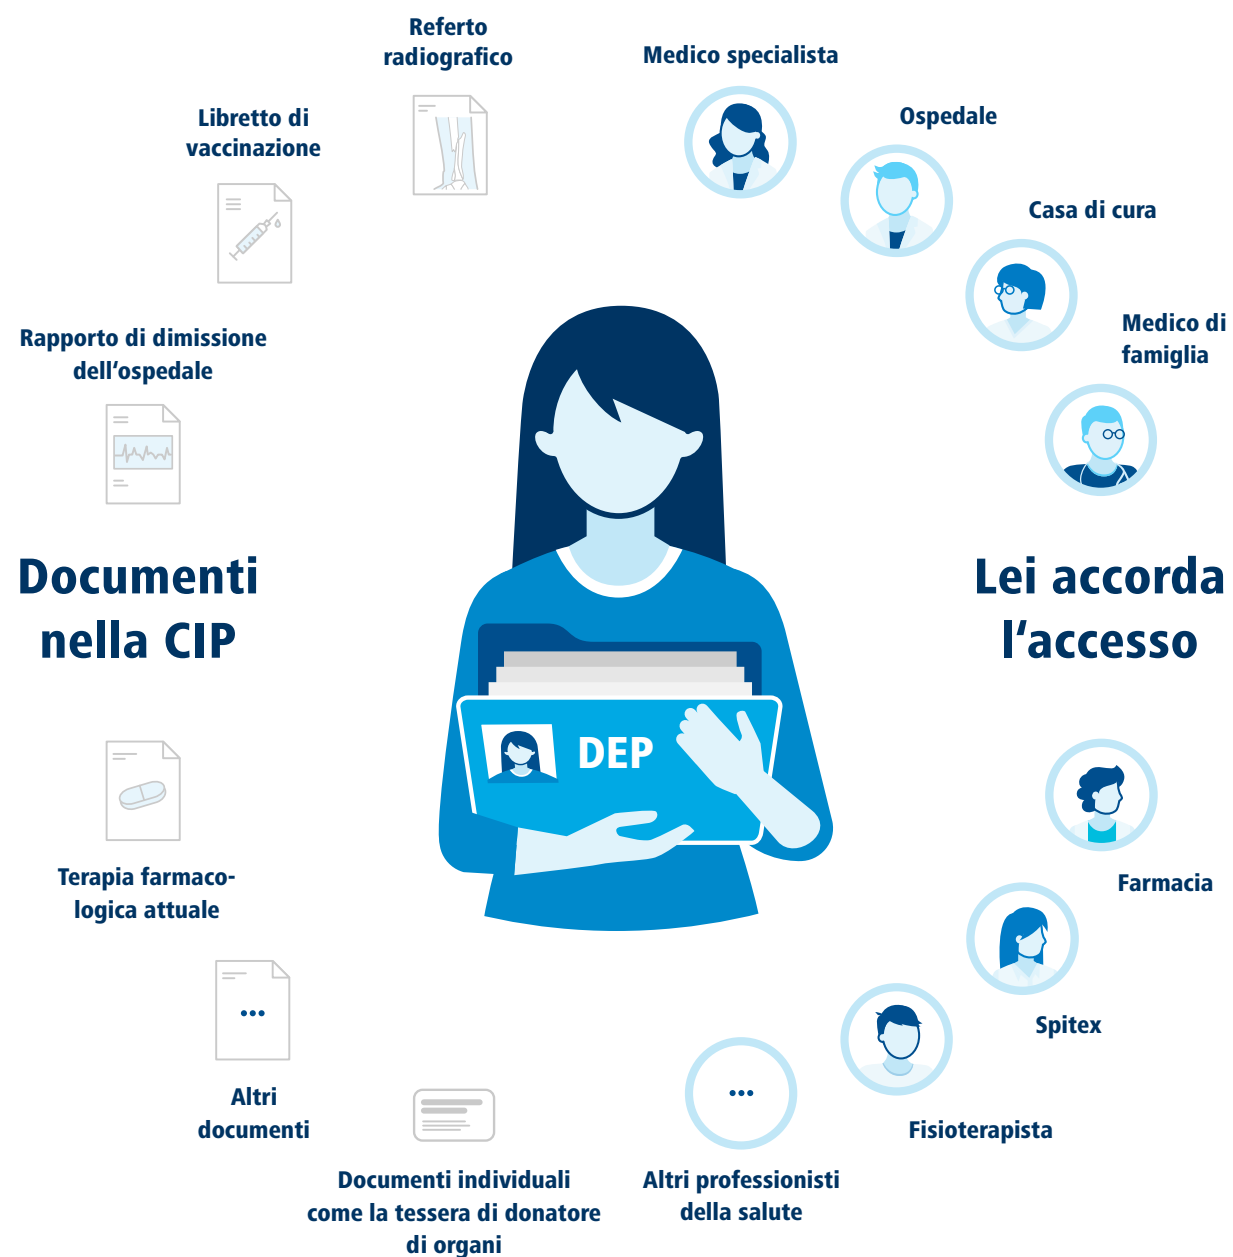 Referto
radiografico
Medico specialista
Libretto di
vaccinazione
Ospedale
Casa di cura
Rapporto di dimissione
dell‘ospedale
Medico di
famiglia
Documenti
nella CIP
Lei accorda
l‘accesso
DEP
Terapia farmaco-
logica attuale
Farmacia
Spitex
Altri
documenti
Fisioterapista
Documenti individuali
come la tessera di donatore
di organi
Altri professionisti
della salute